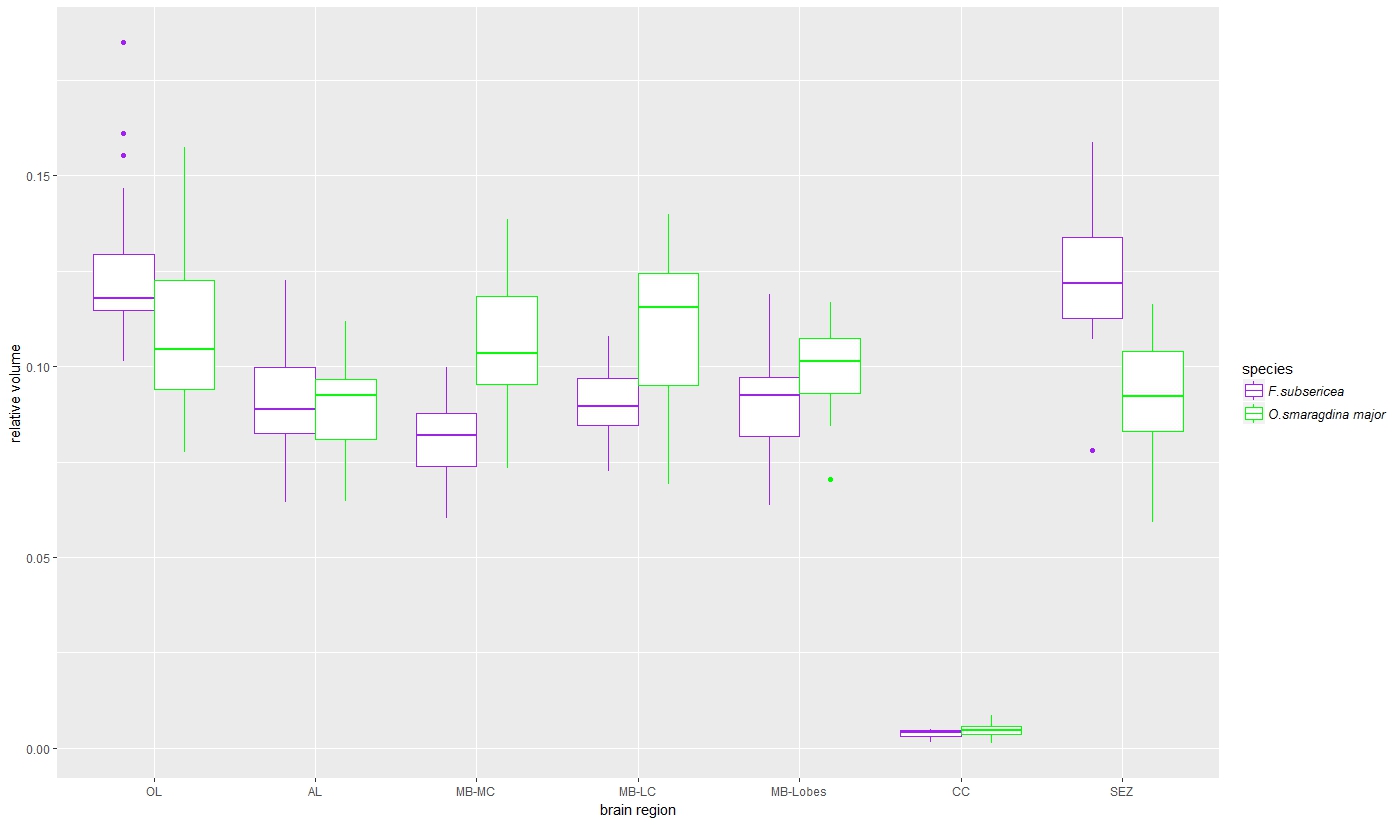 relative volume
0.15
0.10
0.05
0.00
OL AL MB-MC MB-LC MB-Lobes CC SEZ
brain region
species
F.subsericea
O.smaragdina major